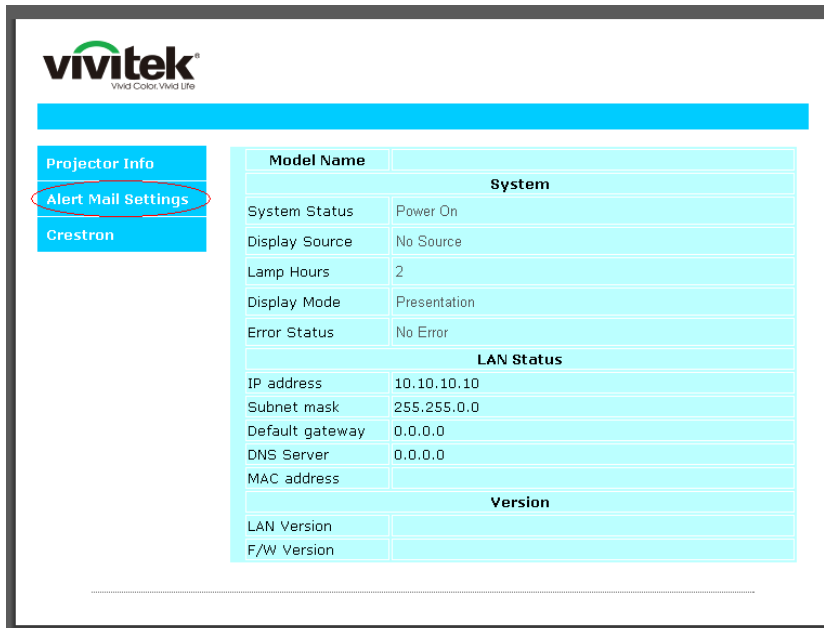 vivitek®
Vivid Color. Vivid Life
Projector Info
Alert Mail Settings
Crestron
Model Name
System
System Status Power On
Display Source No Source
Lamp Hours 2
Display Mode Presentation
Error Status No Error
LAN Status
IP address 10.10.10.10
Subnet mask 255.255.0.0
Default gateway 0.0.0.0
DNS Server 0.0.0.0
MAC address
Version
LAN Version
F/W Version